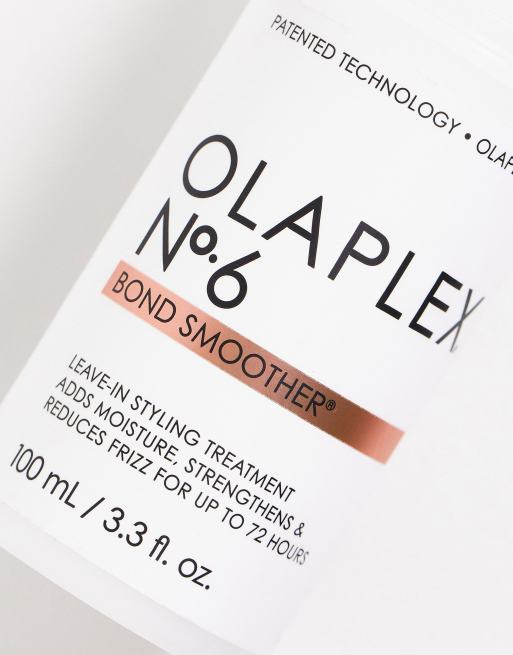 PATENTED TECHNOLOGY •
OLAPLEX
Nº.6
BOND SMOOTHER®
LEAVE-IN STYLING TREATMENT
ADDS MOISTURE, STRENGTHENS &
REDUCES FRIZZ FOR UP TO 72 HOURS
100 mL / 3.3 fl. oz.